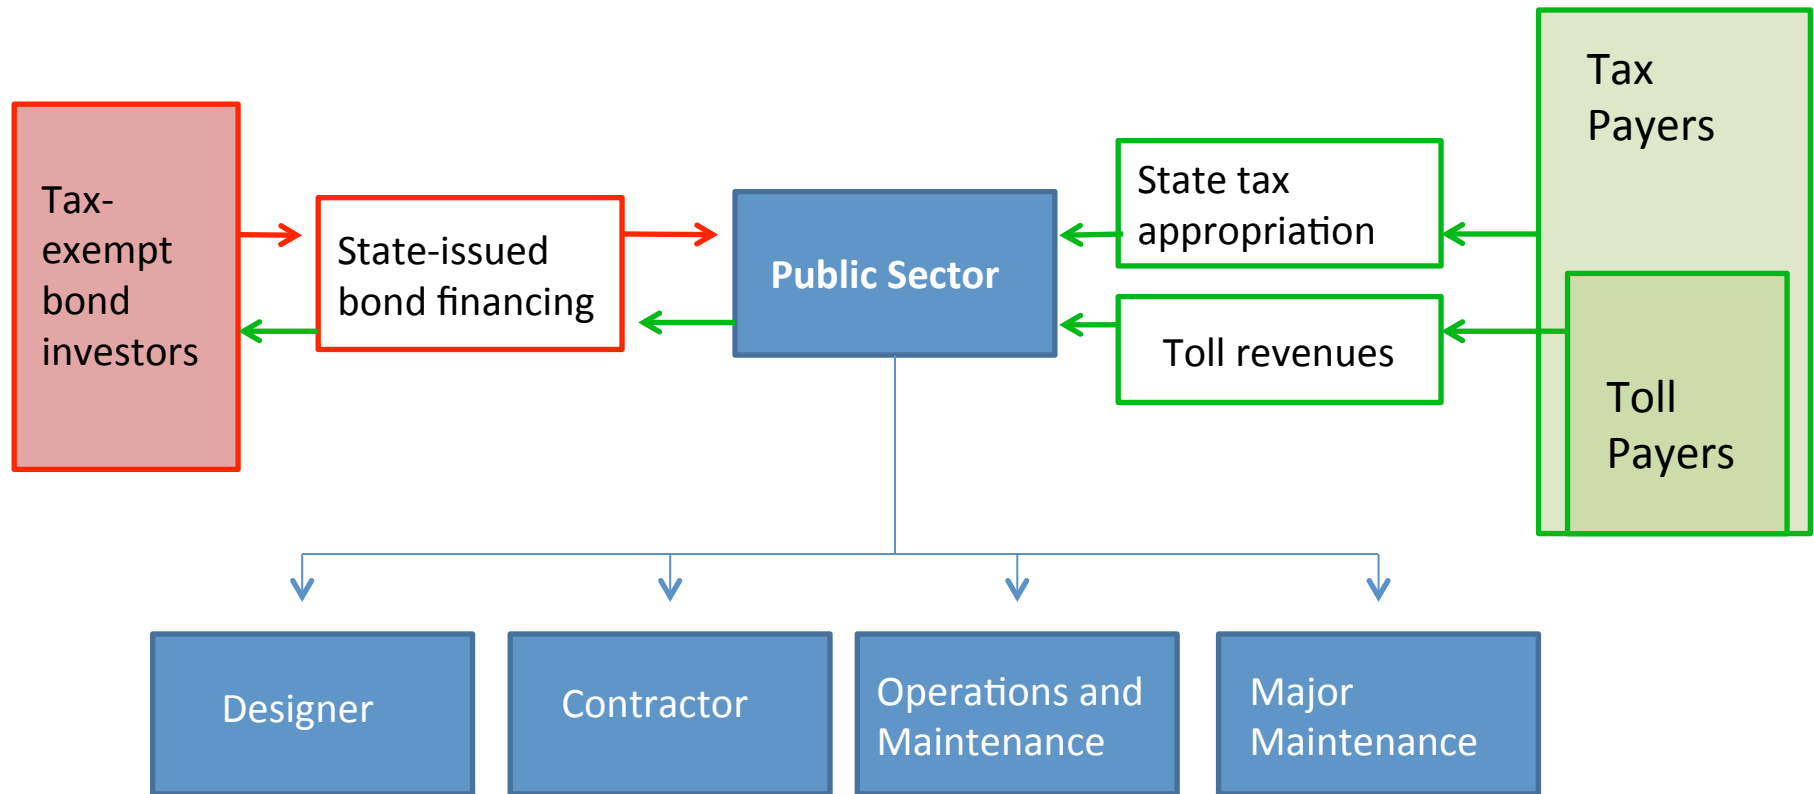 Tax-
exempt
bond
investors
State-issued
bond financing
Public Sector
State tax
appropriation
Toll revenues
Tax
Payers
Toll
Payers
Designer
Contractor
Operations and
Maintenance
Major
Maintenance